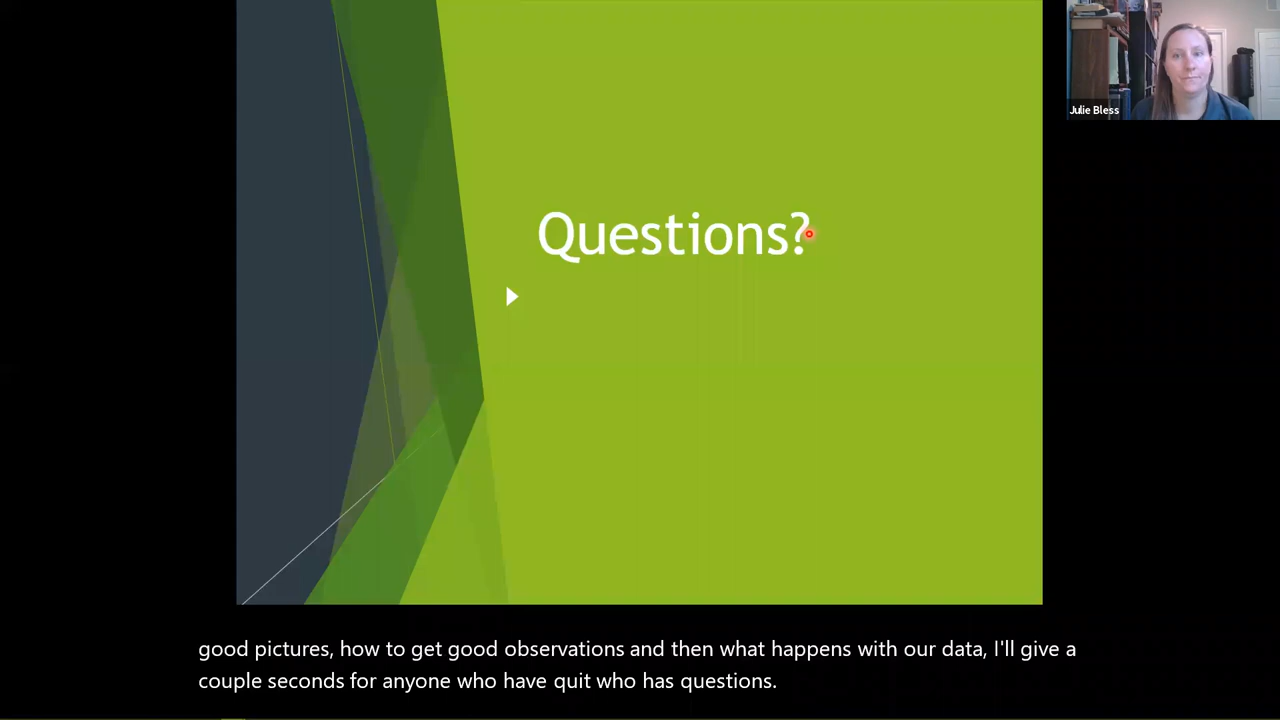 Julie Bless
Questions?
good pictures, how to get good observations and then what happens with our data, I'll give a
couple seconds for anyone who have quit who has questions.